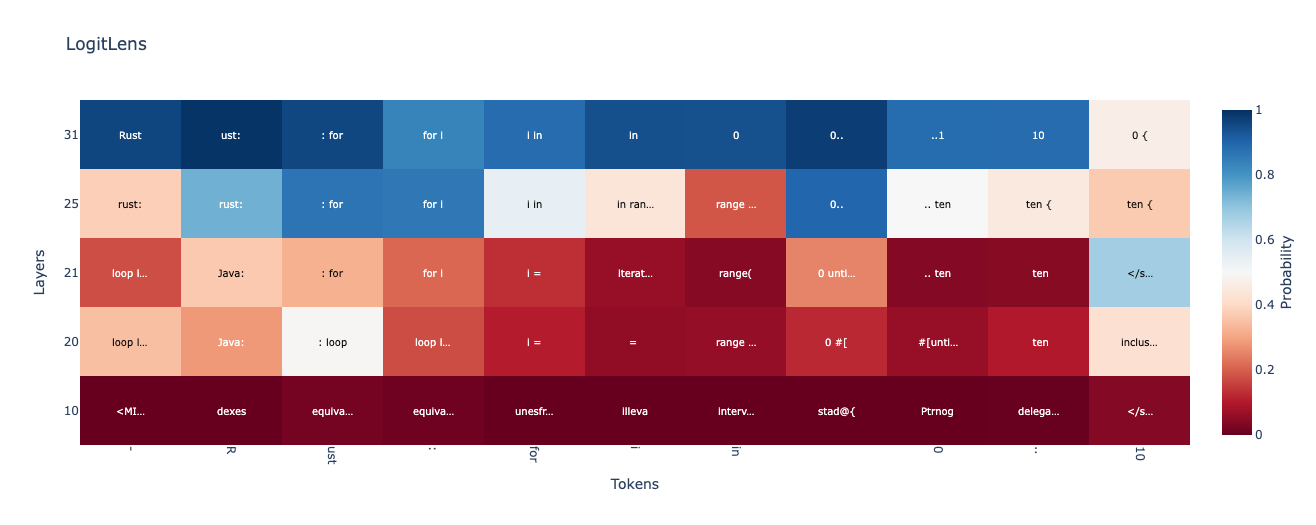 LogitLens
31 Rust ust: : for for i i in in 0 0.. ..1 10 0 {
25 rust: rust: : for for i i in in ran... range ... 0.. .. ten ten { ten {
21 loop l... Java: : for for i i = iterat... range( 0 unti... .. ten ten </s...
20 loop l... Java: : loop loop l... i = = range ... 0 #[ #[unti... ten inclus...
10 <MI... dexes equiva... equiva... unesfr... illeva interv... stad@{ Ptrnog delega... </s...
- R ust : for i in 0 .. 10
Tokens
Layers
1
0.8
0.6
0.4
0.2
0
Probability